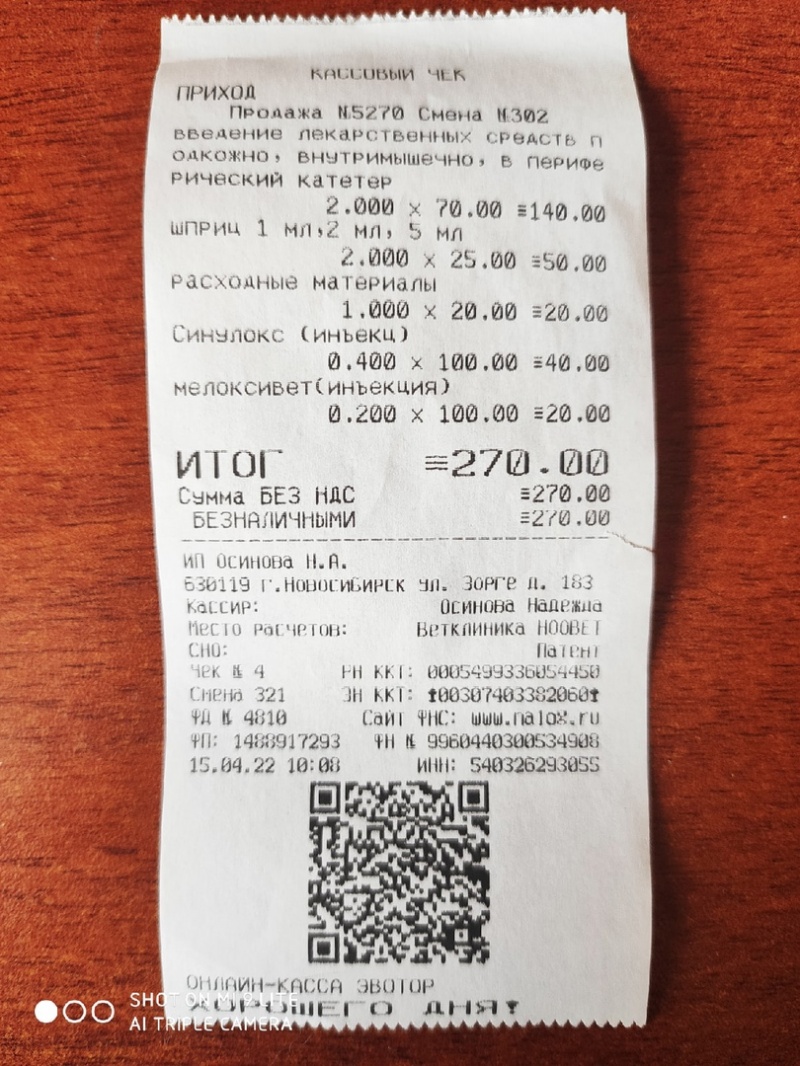 КАССОВЫЙ ЧЕК
ПРИХОД
Продажа №5270 Смена №302
введение лекарственных средств п
одкожно, внутримышечно, в перифе
рический катетер
2.000 x 70.00 ≡140.00
шприц 1 мл,2 мл, 5 мл
2.000 x 25.00 ≡50.00
Расходные материалы
1.000 x 20.00 ≡20.00
Синулокс (инъекц)
0.400 x 100.00 ≡40.00
мелоксивет(инъекция)
0.200 x 100.00 ≡20.00
ИТОГ ≡270.00
Сумма БЕЗ НДС ≡270.00
БЕЗНАЛИЧНЫМИ ≡270.00
ИП Осинова Н.А.
630119 г.Новосибирск ул. Зорге д. 183
Кассир: Осинова Надежда
Место расчетов: Ветклиника НООВЕТ
СНО: Патент
Чек № 4 РН ККТ: 0005499336054450
Смена 321 ЗН ККТ: 00307403382060
ФД № 4810 Сайт ФНС: www.nalog.ru
ФП: 1488917293 ФН № 9960440300534908
15.04.22 10:08 ИНН: 540326293055
ОНЛАЙН-КАССА ЭВОТОР
ХОРОШЕГО ДНЯ!
SHOT ON MI 9 LITE
AI TRIPLE CAMERA